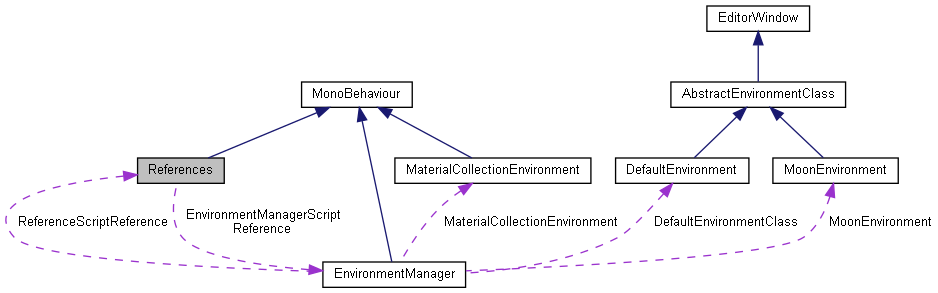 EditorWindow
MonoBehaviour
AbstractEnvironmentClass
References
MaterialCollectionEnvironment
DefaultEnvironment
MoonEnvironment
ReferenceScriptReference
EnvironmentManagerScript
Reference
MaterialCollectionEnvironment
DefaultEnvironmentClass
MoonEnvironment
EnvironmentManager